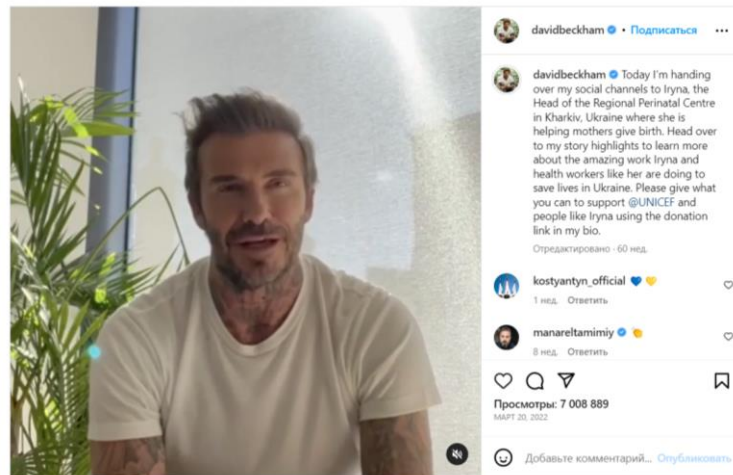 davidbeckham • Подписаться
davidbeckham Today I'm handing
over my social channels to Iryna, the
Head of the Regional Perinatal Centre
in Kharkiv, Ukraine where she is
helping mothers give birth. Head over
to my story highlights to learn more
about the amazing work Iryna and
health workers like her are doing to
save lives in Ukraine. Please give what
you can to support @UNICEF and
people like Iryna using the donation
link in my bio.
Отредактировано · 60 нед.
kostyantyn_official 💙 💛
1 нед. Ответить
manareltamimiy 👏
8 нед. Ответить
Просмотры: 7 008 889
МАРТ 20, 2022
Добавьте комментарий... Опубликовать